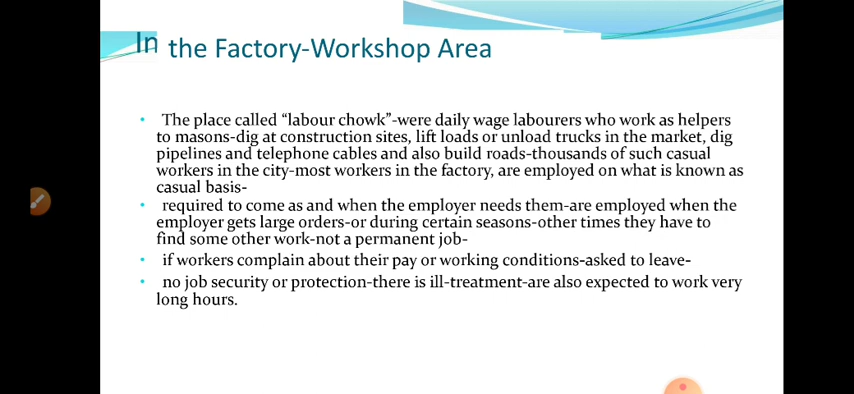 In the Factory-Workshop Area
• The place called “labour chowk”-were daily wage labourers who work as helpers
to masons-dig at construction sites, lift loads or unload trucks in the market, dig
pipelines and telephone cables and also build roads-thousands of such casual
workers in the city-most workers in the factory, are employed on what is known as
casual basis-
• required to come as and when the employer needs them-are employed when the
employer gets large orders-or during certain seasons-other times they have to
find some other work-not a permanent job-
• if workers complain about their pay or working conditions-asked to leave-
• no job security or protection-there is ill-treatment-are also expected to work very
long hours.